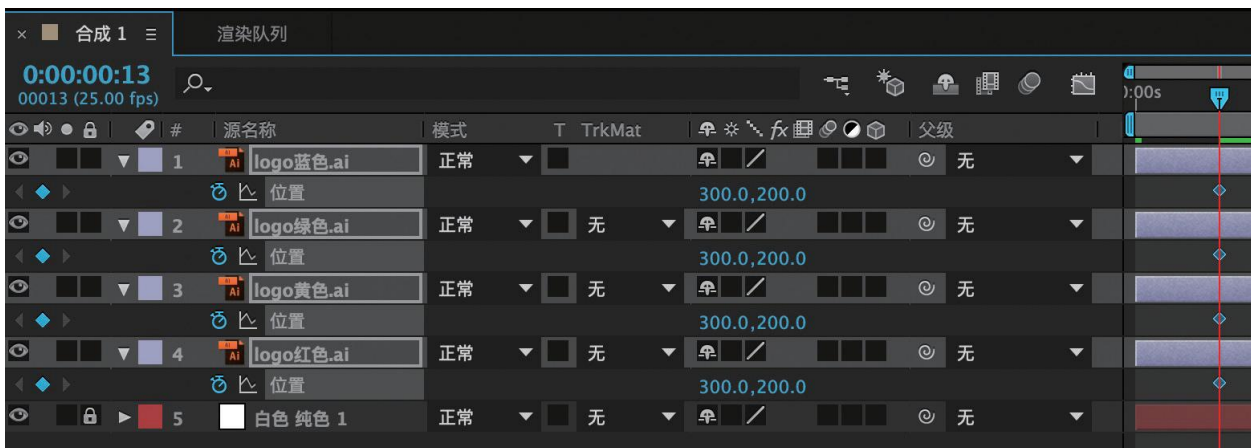 × 合成 1 ≡ 渲染队列
0:00:00:13
00013 (25.00 fps)
):00s
# 源名称 模式 T TrkMat fx 父级
1 Ai logo蓝色.ai 正常 无
位置 300.0,200.0
2 Ai logo绿色.ai 正常 无 无
位置 300.0,200.0
3 Ai logo黄色.ai 正常 无 无
位置 300.0,200.0
4 Ai logo红色.ai 正常 无 无
位置 300.0,200.0
5 白色 纯色 1 正常 无 无